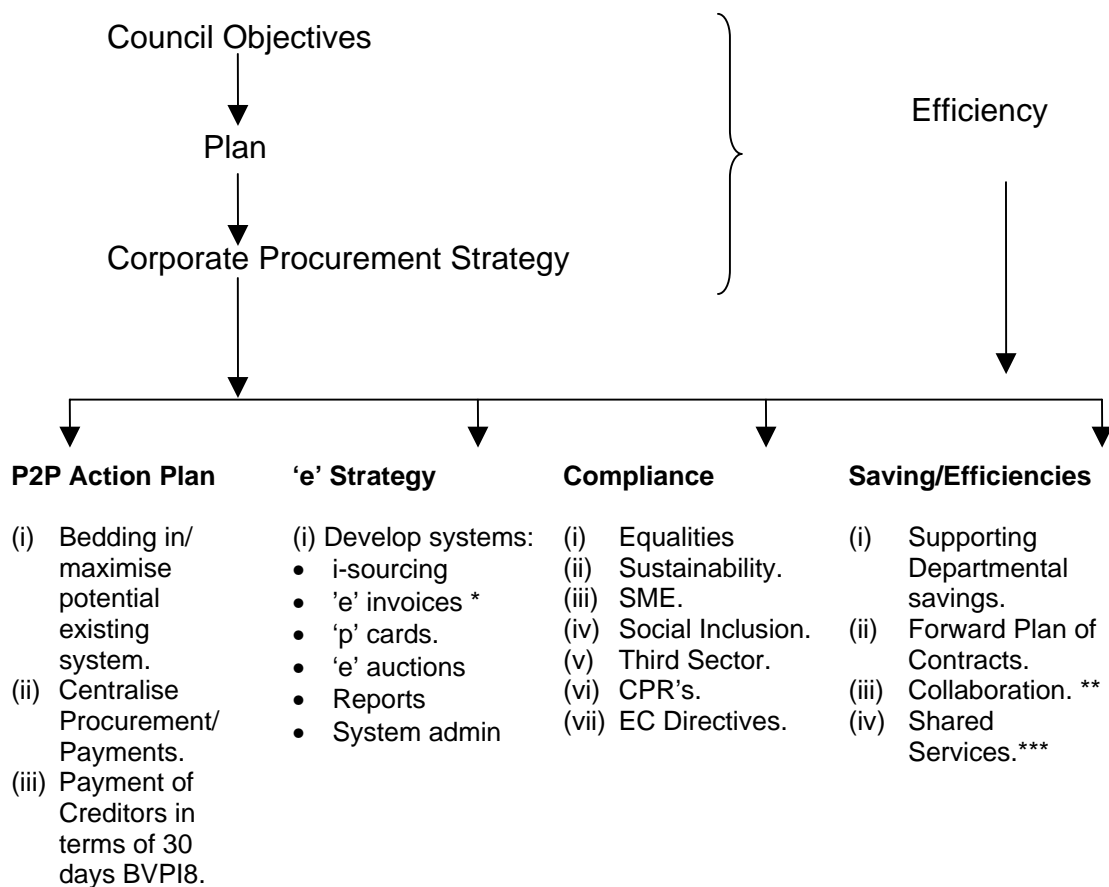 Council Objectives
Efficiency
Plan
Corporate Procurement Strategy
P2P Action Plan
(i) Bedding in/
maximise
potential
existing
system.
(ii) Centralise
Procurement/
Payments.
(iii) Payment of
Creditors in
terms of 30
days BVPI8.
‘e’ Strategy
(i) Develop systems:
• i-sourcing
• ’e’ invoices *
• ‘p’ cards.
• ‘e’ auctions
• Reports
• System admin
Compliance
(i) Equalities
(ii) Sustainability.
(iii) SME.
(iv) Social Inclusion.
(v) Third Sector.
(vi) CPR’s.
(vii) EC Directives.
Saving/Efficiencies
(i) Supporting
Departmental
savings.
(ii) Forward Plan of
Contracts.
(iii) Collaboration. **
(iv) Shared
Services.***